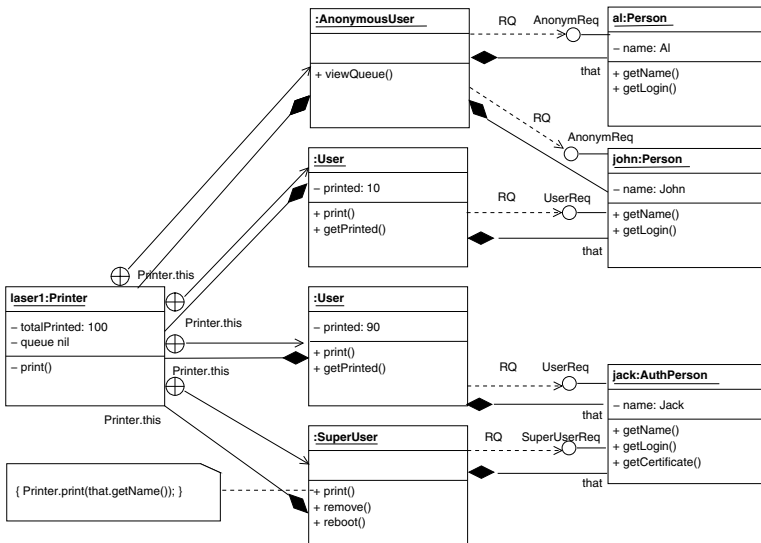 :AnonymousUser
+ viewQueue()
RQ
AnonymReq
that
al:Person
− name: Al
+ getName()
+ getLogin()
RQ
AnonymReq
:User
− printed: 10
+ print()
+ getPrinted()
RQ
UserReq
that
john:Person
− name: John
+ getName()
+ getLogin()
Printer.this
laser1:Printer
− totalPrinted: 100
− queue nil
− print()
Printer.this
Printer.this
Printer.this
:User
− printed: 90
+ print()
+ getPrinted()
RQ
UserReq
that
jack:AuthPerson
− name: Jack
+ getName()
+ getLogin()
+ getCertificate()
:SuperUser
+ print()
+ remove()
+ reboot()
RQ
SuperUserReq
that
{ Printer.print(that.getName()); }